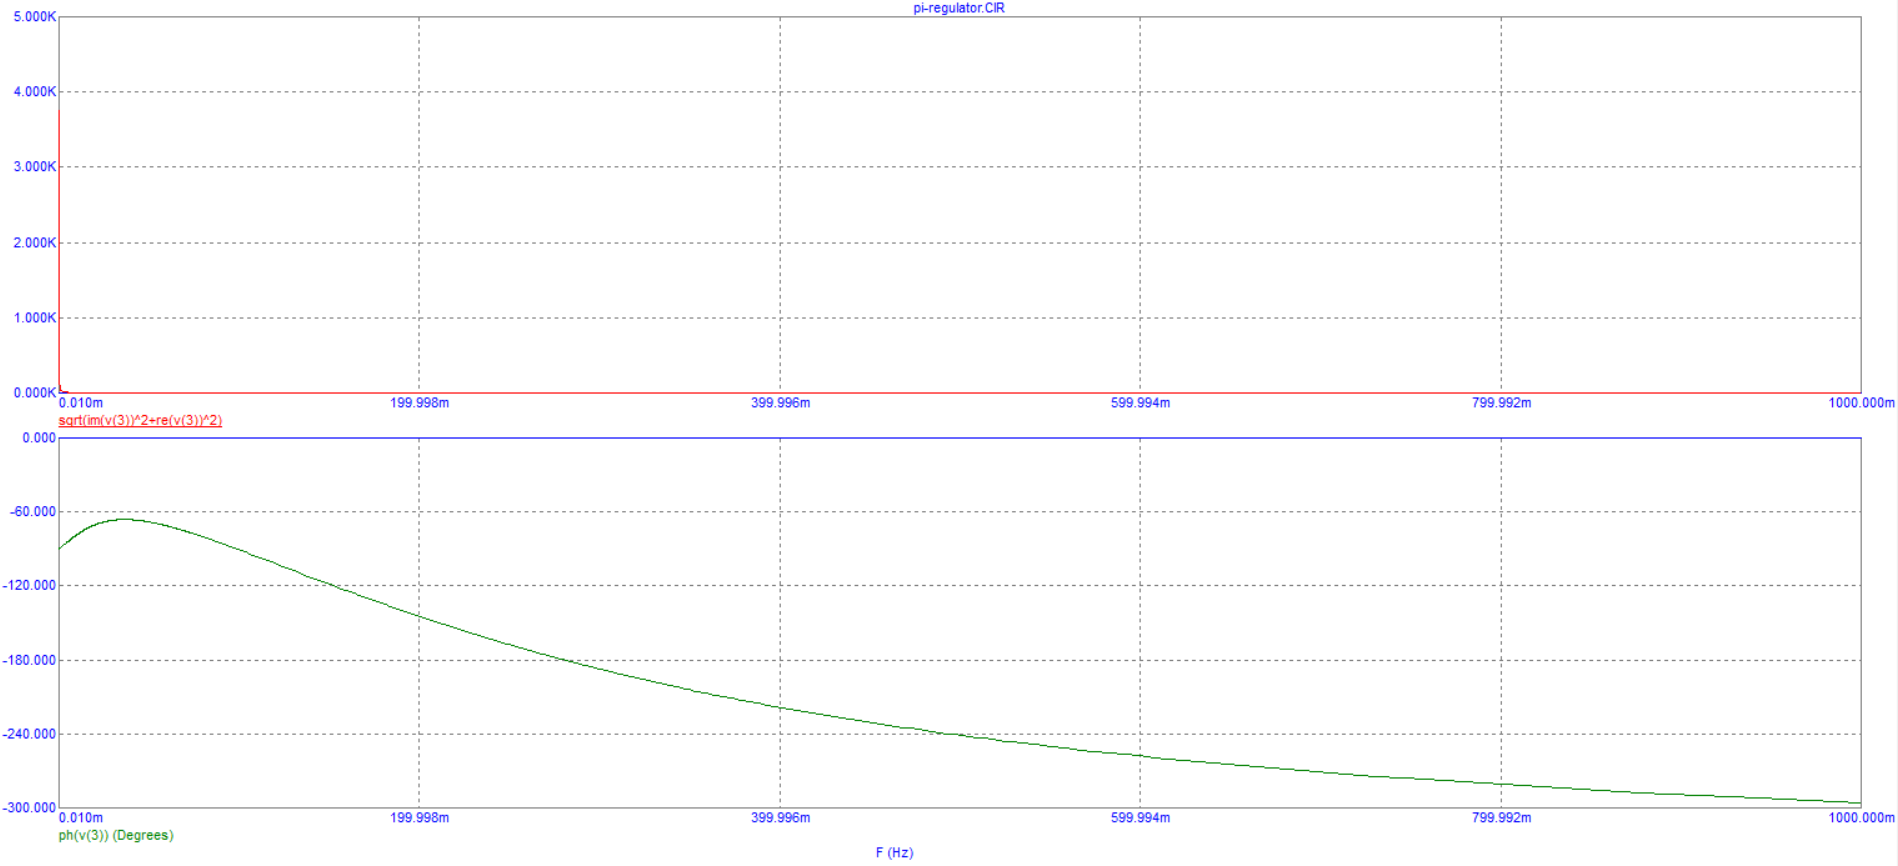 pi-regulator.CIR
5.000K
4.000K
3.000K
2.000K
1.000K
0.000K
0.010m 199.998m 399.996m 599.994m 799.992m 1000.000m
sqrt(im(v(3))^2+re(v(3))^2)
0.000
-60.000
-120.000
-180.000
-240.000
-300.000
0.010m 199.998m 399.996m 599.994m 799.992m 1000.000m
ph(v(3)) (Degrees)
F (Hz)